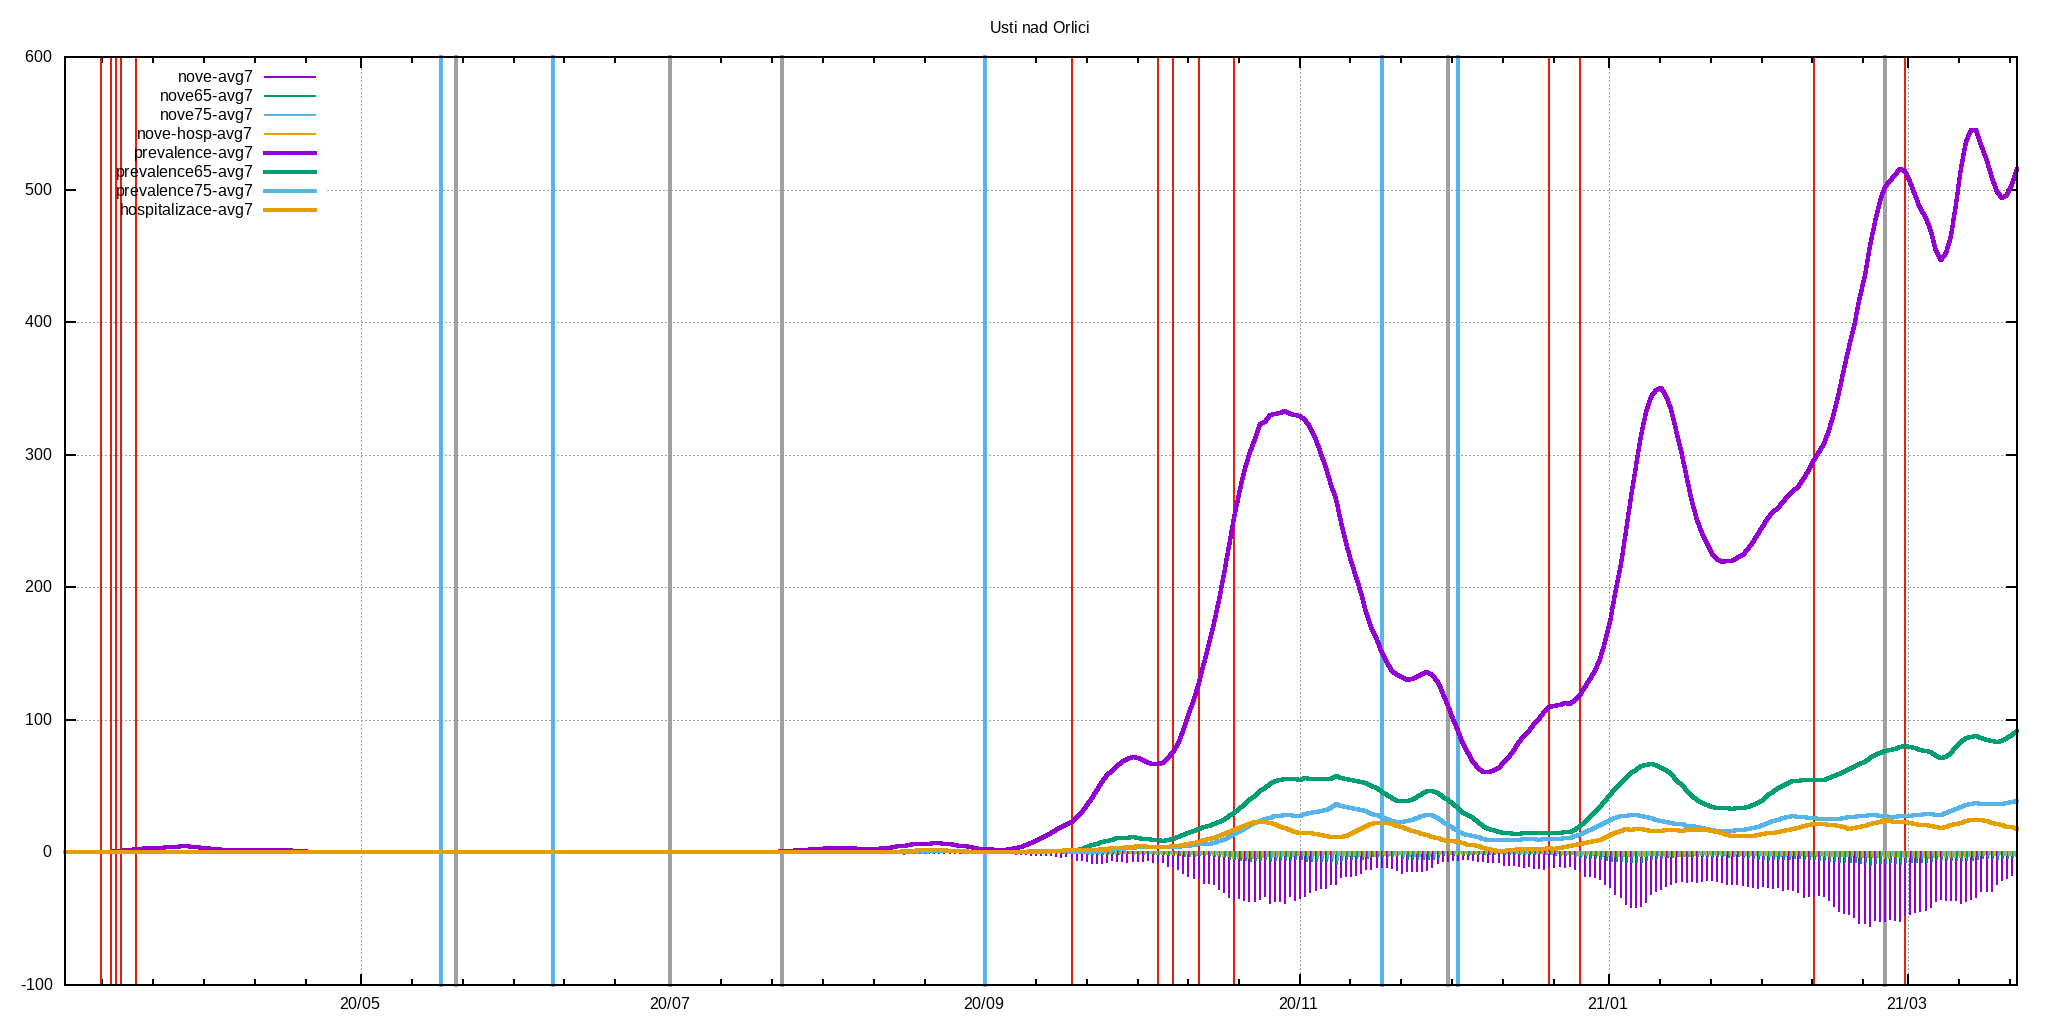 Usti nad Orlici
600
500
400
300
200
100
0
-100
nove-avg7
nove65-avg7
nove75-avg7
nove-hosp-avg7
prevalence-avg7
prevalence65-avg7
prevalence75-avg7
hospitalizace-avg7
20/05
20/07
20/09
20/11
21/01
21/03